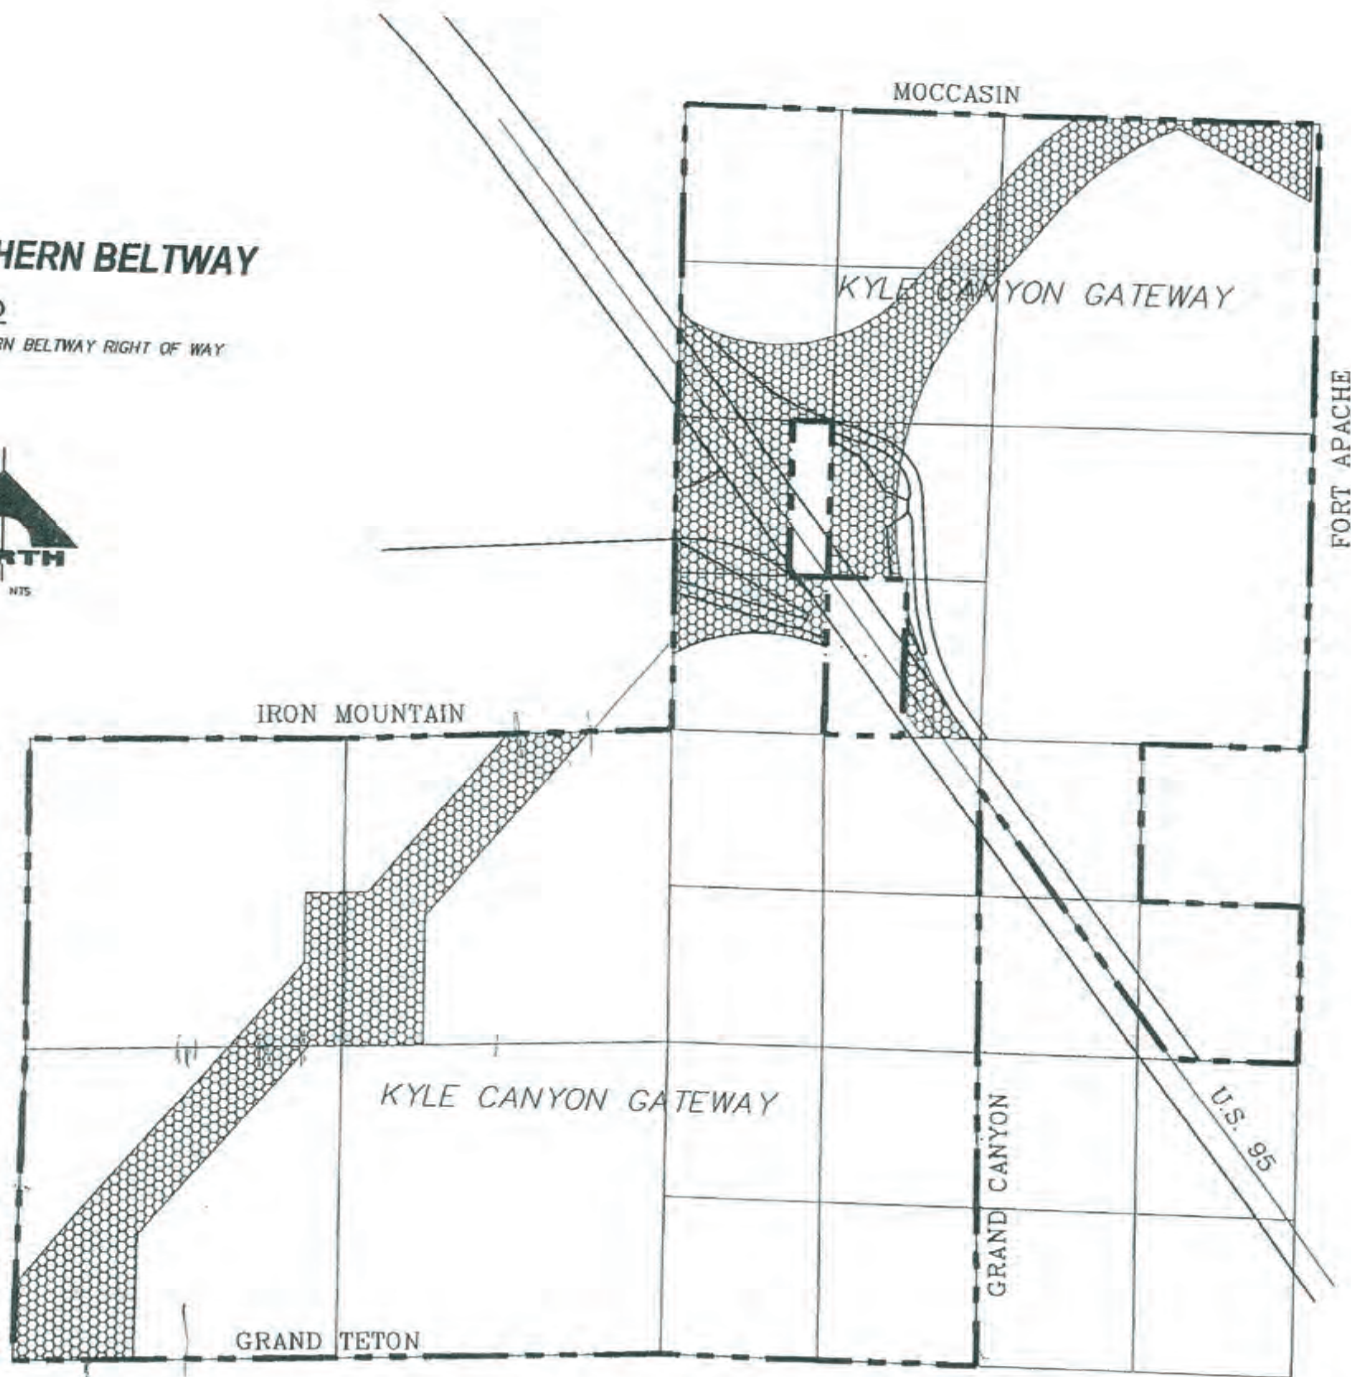 MOCCASIN
HERN BELTWAY
KYLE CANYON GATEWAY
RN BELTWAY RIGHT OF WAY
FORT APACHE
RTH
NTS
IRON MOUNTAIN
KYLE CANYON GATEWAY
U.S. 95
GRAND CANYON
GRAND TETON